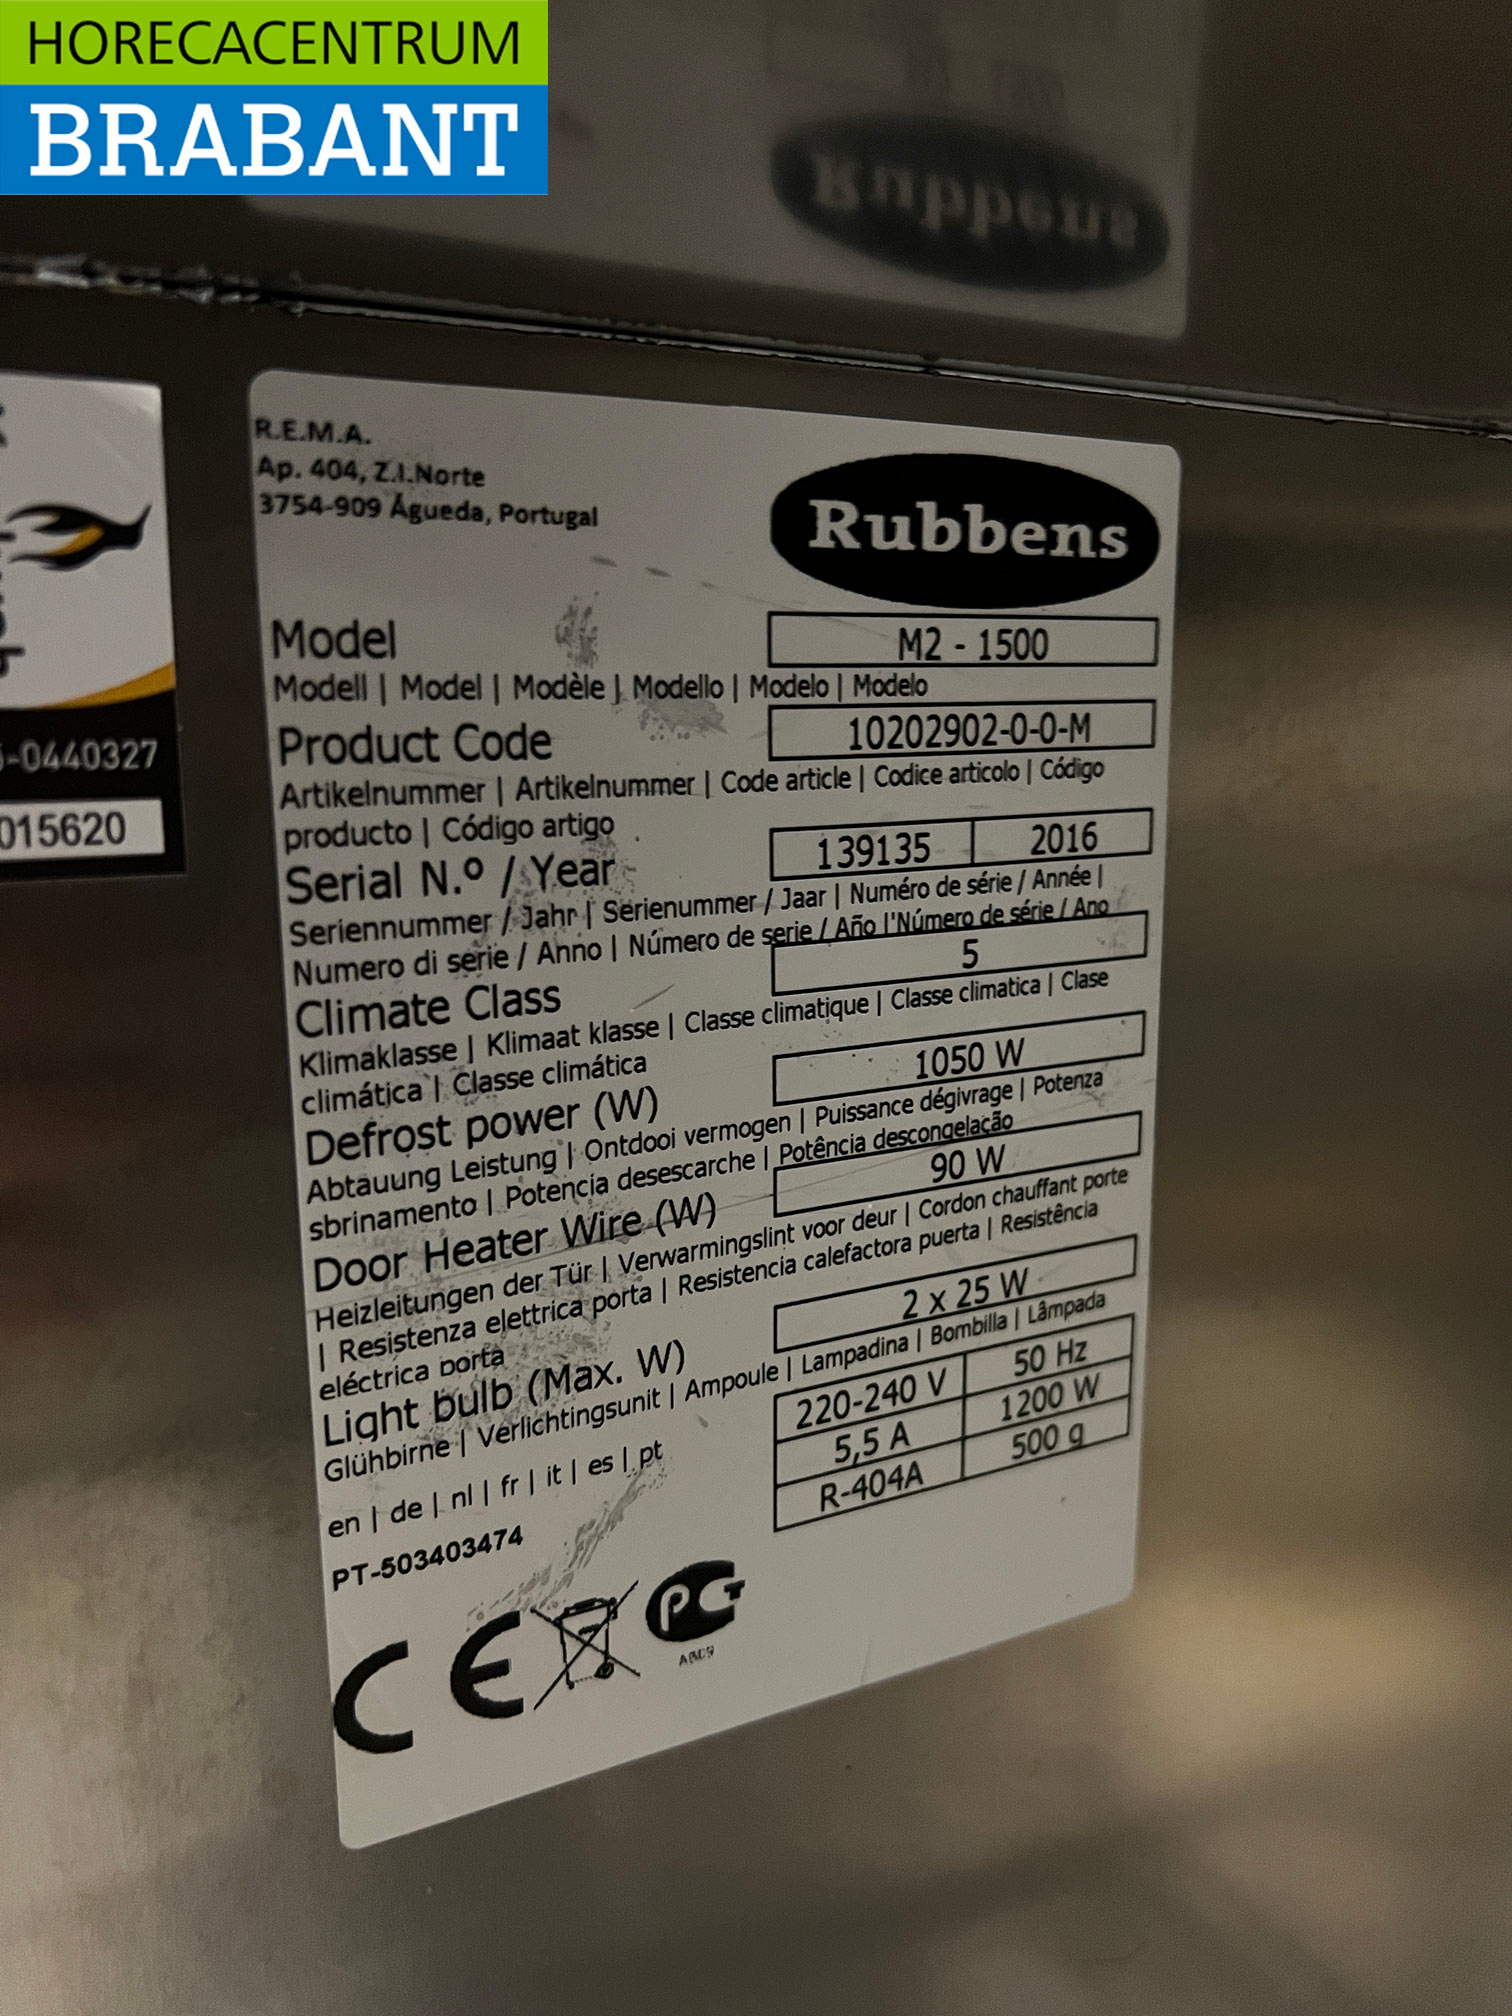 HORECACENTRUM
BRABANT
Rubbens
R.E.M.A.
Ap. 404, Z.I.Norte
3754-909 Águeda, Portugal
Rubbens
Model
M2 - 1500
Modell | Model | Modèle | Modello | Modelo | Modelo
Product Code
10202902-0-0-M
Artikelnummer | Artikelnummer | Code article | Codice articolo | Código
producto | Código artigo
Serial N.º / Year
139135
2016
Seriennummer / Jahr | Serienummer / Jaar | Numéro de série / Année |
Numero di serie / Anno | Número de serie / Año | Número de série / Ano
Climate Class
5
Klimaklasse | Klimaat klasse | Classe climatique | Classe climatica | Clase
climática | Classe climática
Defrost power (W)
1050 W
Abtauung Leistung | Ontdooi vermogen | Puissance dégivrage | Potenza
sbrinamento | Potencia desescarche | Potência descongelação
Door Heater Wire (W)
90 W
Heizleitungen der Tür | Verwarmingslint voor deur | Cordon chauffant porte
| Resistenza elettrica porta | Resistencia calefactora puerta | Resistência
eléctrica porta
Light bulb (Max. W)
2 x 25 W
Glühbirne | Verlichtingsunit | Ampoule | Lampadina | Bombilla | Lâmpada
220-240 V
50 Hz
5,5 A
1200 W
R-404A
500 g
en | de | nl | fr | it | es | pt
PT-503403474
CE
-0440327
015620